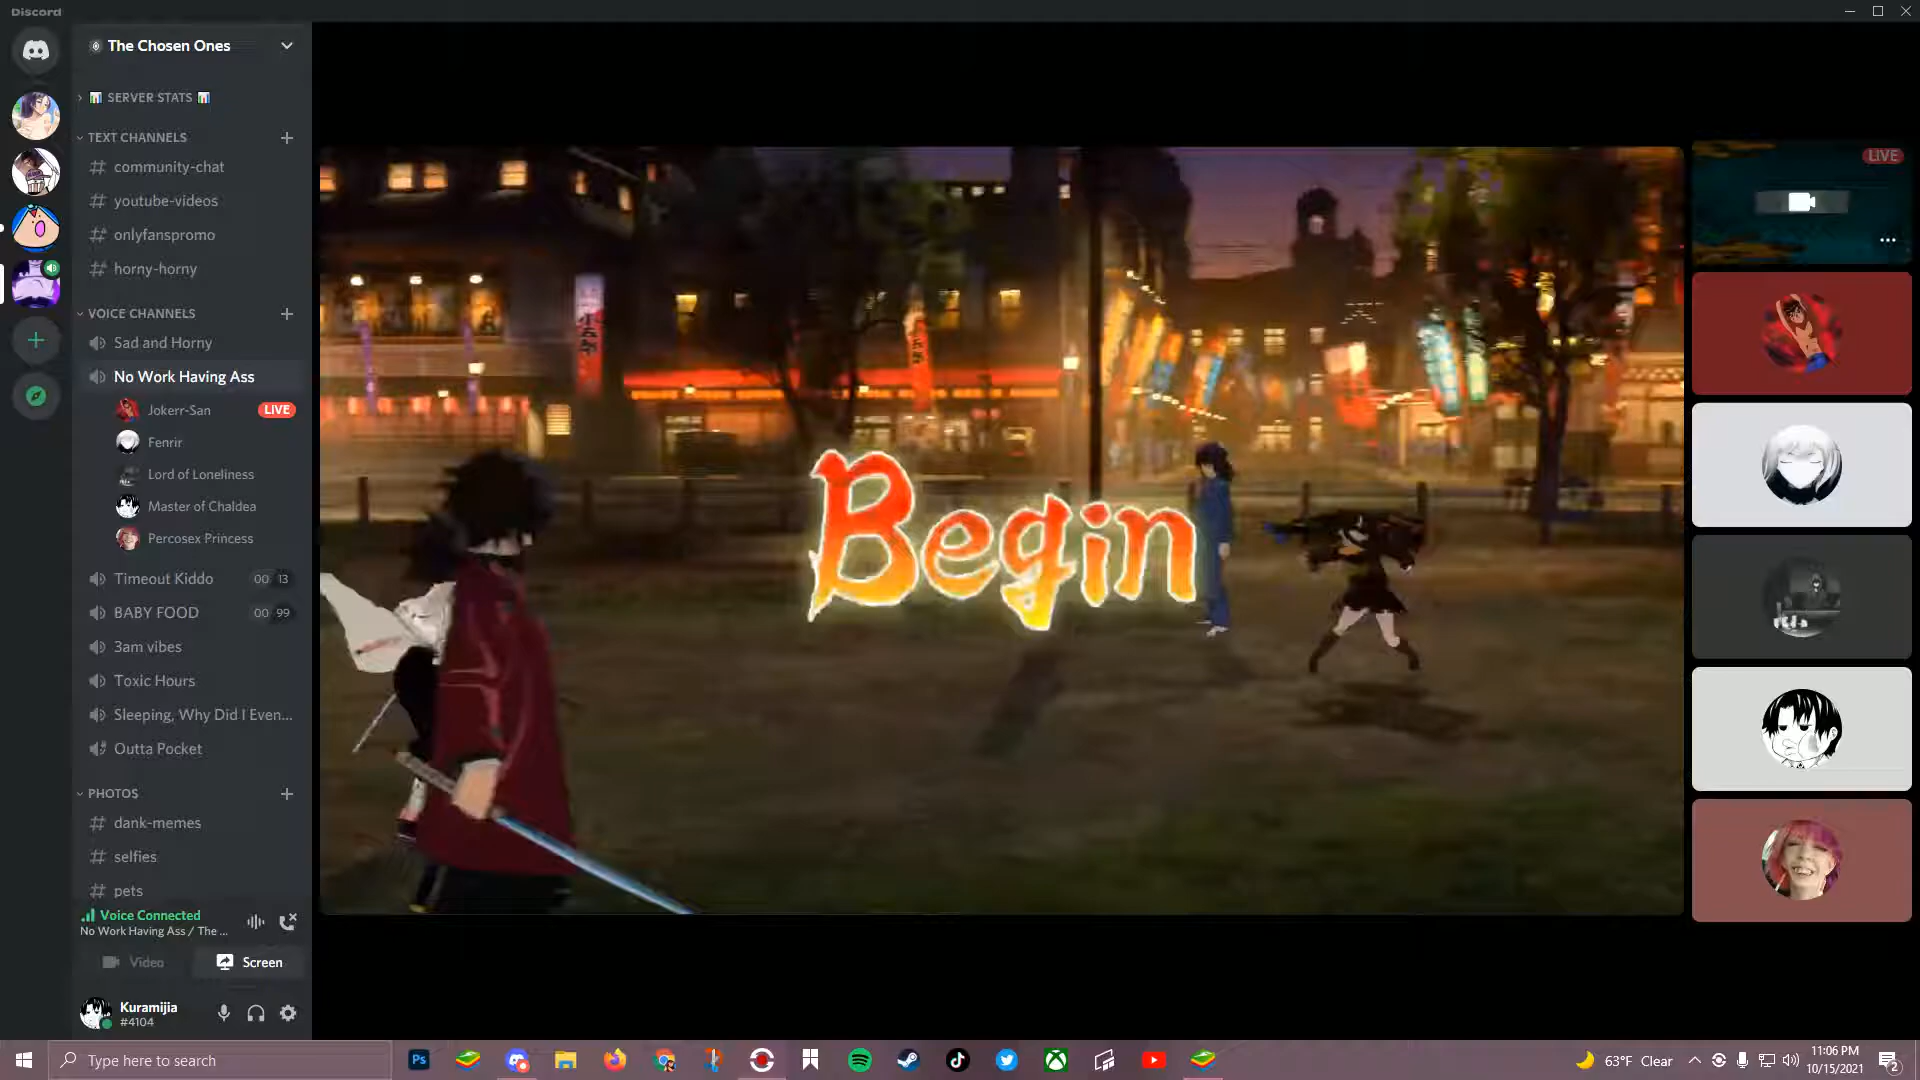 Discord
The Chosen Ones
SERVER STATS
TEXT CHANNELS
community-chat
youtube-videos
onlyfanspromo
horny-horny
VOICE CHANNELS
Sad and Horny
No Work Having Ass
Jokerr-San LIVE
Fenrir
Lord of Loneliness
Master of Chaldea
Percosex Princess
Timeout Kiddo 00 13
BABY FOOD 00 99
3am vibes
Toxic Hours
Sleeping, Why Did I Even...
Outta Pocket
PHOTOS
dank-memes
selfies
pets
Voice Connected
No Work Having Ass / The ...
Video Screen
Kuramijia
#4104
Begin
LIVE
Type here to search
Ps
63°F Clear
11:06 PM
10/15/2021
2